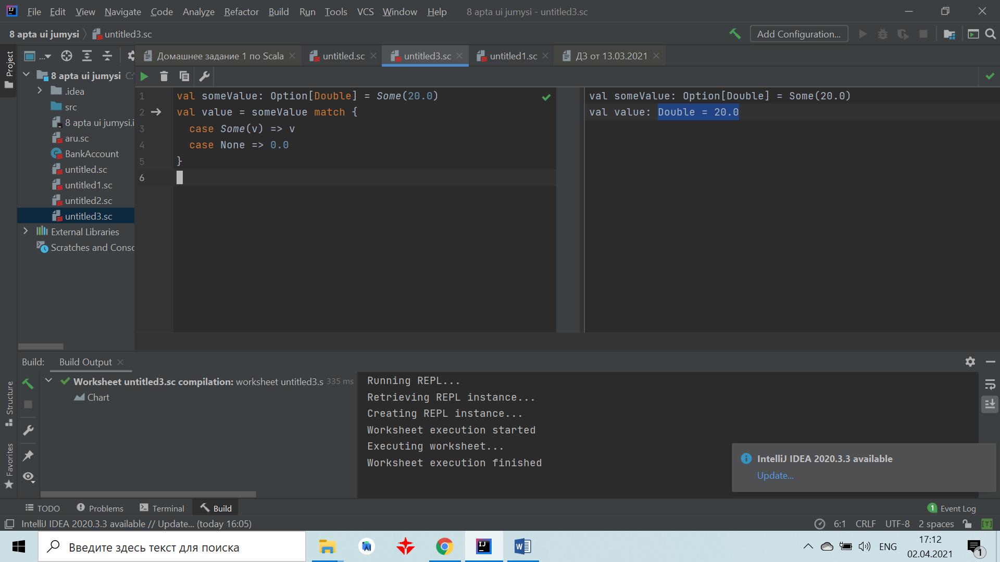 File Edit View Navigate Code Analyze Refactor Build Run Tools VCS Window Help 8 apta ui jumysi - untitled3.sc
8 apta ui jumysi untitled3.sc
Add Configuration...
Project
...
Домашнее задание 1 по Scala
untitled.sc
untitled3.sc
untitled1.sc
ДЗ от 13.03.2021
8 apta ui jumysi C:\
.idea
src
8 apta ui jumysi.i
aru.sc
BankAccount
untitled.sc
untitled1.sc
untitled2.sc
untitled3.sc
External Libraries
Scratches and Consc
1 val someValue: Option[Double] = Some(20.0)
2 val value = someValue match {
3 case Some(v) => v
4 case None => 0.0
5 }
6
val someValue: Option[Double] = Some(20.0)
val value: Double = 20.0
Build: Build Output
Worksheet untitled3.sc compilation: worksheet untitled3.s 335 ms
Chart
Running REPL...
Retrieving REPL instance...
Creating REPL instance...
Worksheet execution started
Executing worksheet...
Worksheet execution finished
Structure
Favorites
IntelliJ IDEA 2020.3.3 available
Update...
TODO Problems Terminal Build
1 Event Log
IntelliJ IDEA 2020.3.3 available // Update... (today 16:05)
6:1 CRLF UTF-8 2 spaces [T]
Введите здесь текст для поиска
ENG
17:12
02.04.2021
1